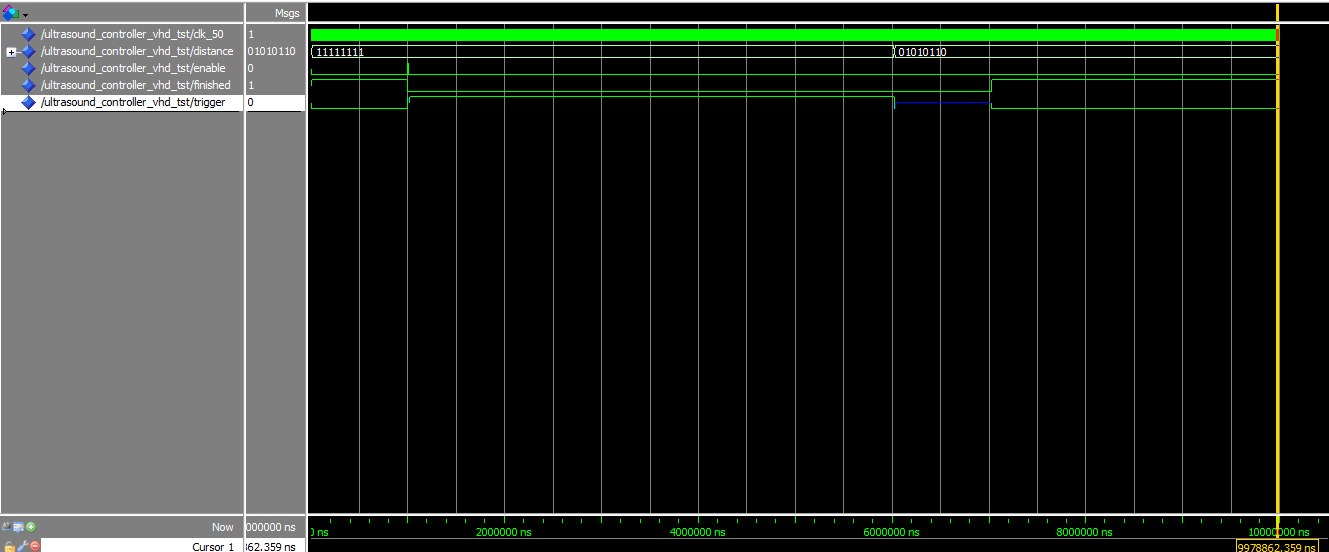 Msgs
/ultrasound_controller_vhd_tst/clk_50 1
/ultrasound_controller_vhd_tst/distance 01010110 11111111 01010110
/ultrasound_controller_vhd_tst/enable 0
/ultrasound_controller_vhd_tst/finished 1
/ultrasound_controller_vhd_tst/trigger 0
Now 000000 ns ns 2000000 ns 4000000 ns 6000000 ns 8000000 ns 10000000 ns
Cursor 1 862.359 ns 9978862.359 ns